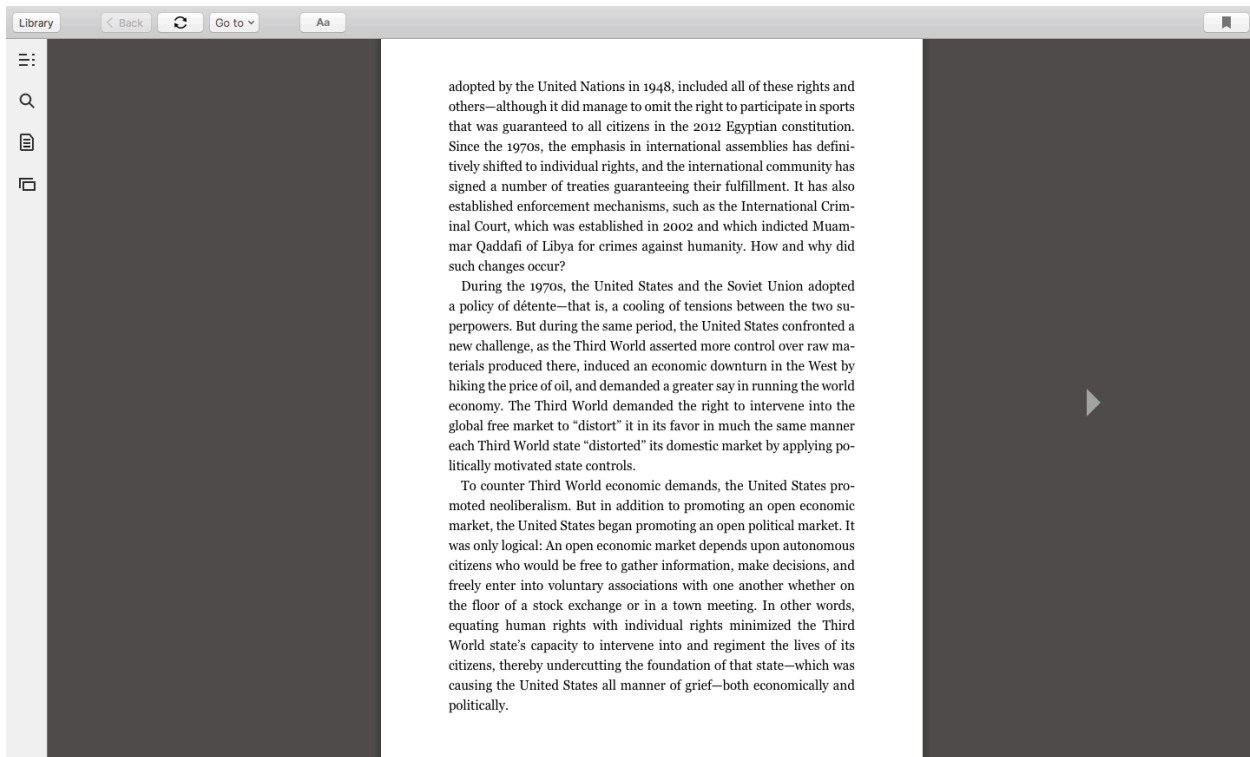 Library
Back
Go to
Aa
adopted by the United Nations in 1948, included all of these rights and
others—although it did manage to omit the right to participate in sports
that was guaranteed to all citizens in the 2012 Egyptian constitution.
Since the 1970s, the emphasis in international assemblies has defini-
tively shifted to individual rights, and the international community has
signed a number of treaties guaranteeing their fulfillment. It has also
established enforcement mechanisms, such as the International Crim-
inal Court, which was established in 2002 and which indicted Muam-
mar Qaddafi of Libya for crimes against humanity. How and why did
such changes occur?
During the 1970s, the United States and the Soviet Union adopted
a policy of détente—that is, a cooling of tensions between the two su-
perpowers. But during the same period, the United States confronted a
new challenge, as the Third World asserted more control over raw ma-
terials produced there, induced an economic downturn in the West by
hiking the price of oil, and demanded a greater say in running the world
economy. The Third World demanded the right to intervene into the
global free market to “distort” it in its favor in much the same manner
each Third World state “distorted” its domestic market by applying po-
litically motivated state controls.
To counter Third World economic demands, the United States pro-
moted neoliberalism. But in addition to promoting an open economic
market, the United States began promoting an open political market. It
was only logical: An open economic market depends upon autonomous
citizens who would be free to gather information, make decisions, and
freely enter into voluntary associations with one another whether on
the floor of a stock exchange or in a town meeting. In other words,
equating human rights with individual rights minimized the Third
World state’s capacity to intervene into and regiment the lives of its
citizens, thereby undercutting the foundation of that state—which was
causing the United States all manner of grief—both economically and
politically.